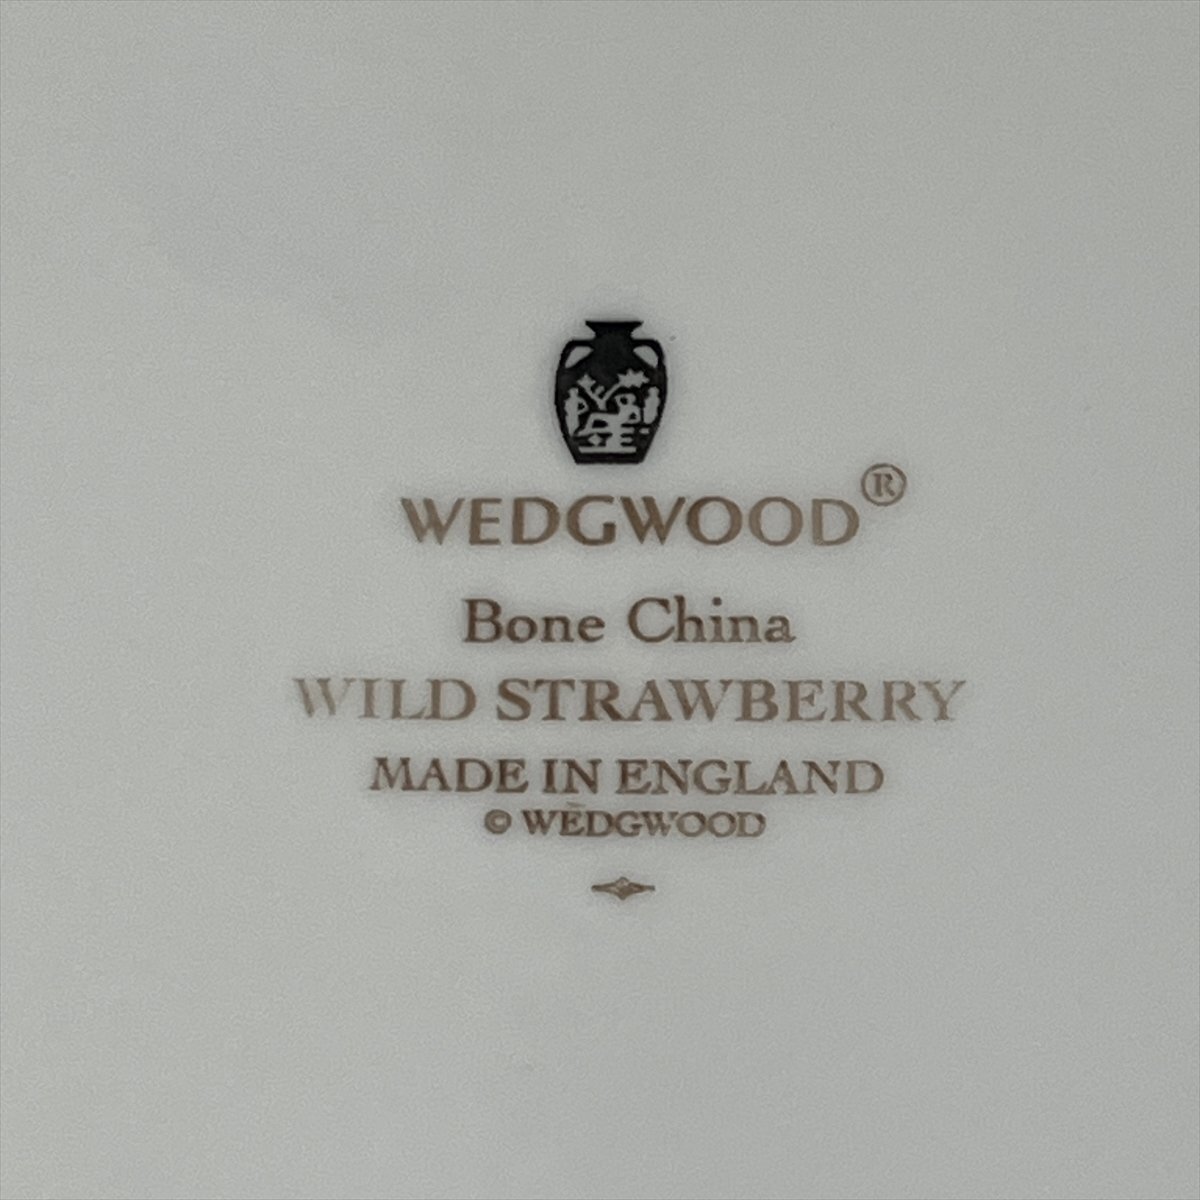 WEDGWOOD®
Bone China
WILD STRAWBERRY
MADE IN ENGLAND
© WEDGWOOD